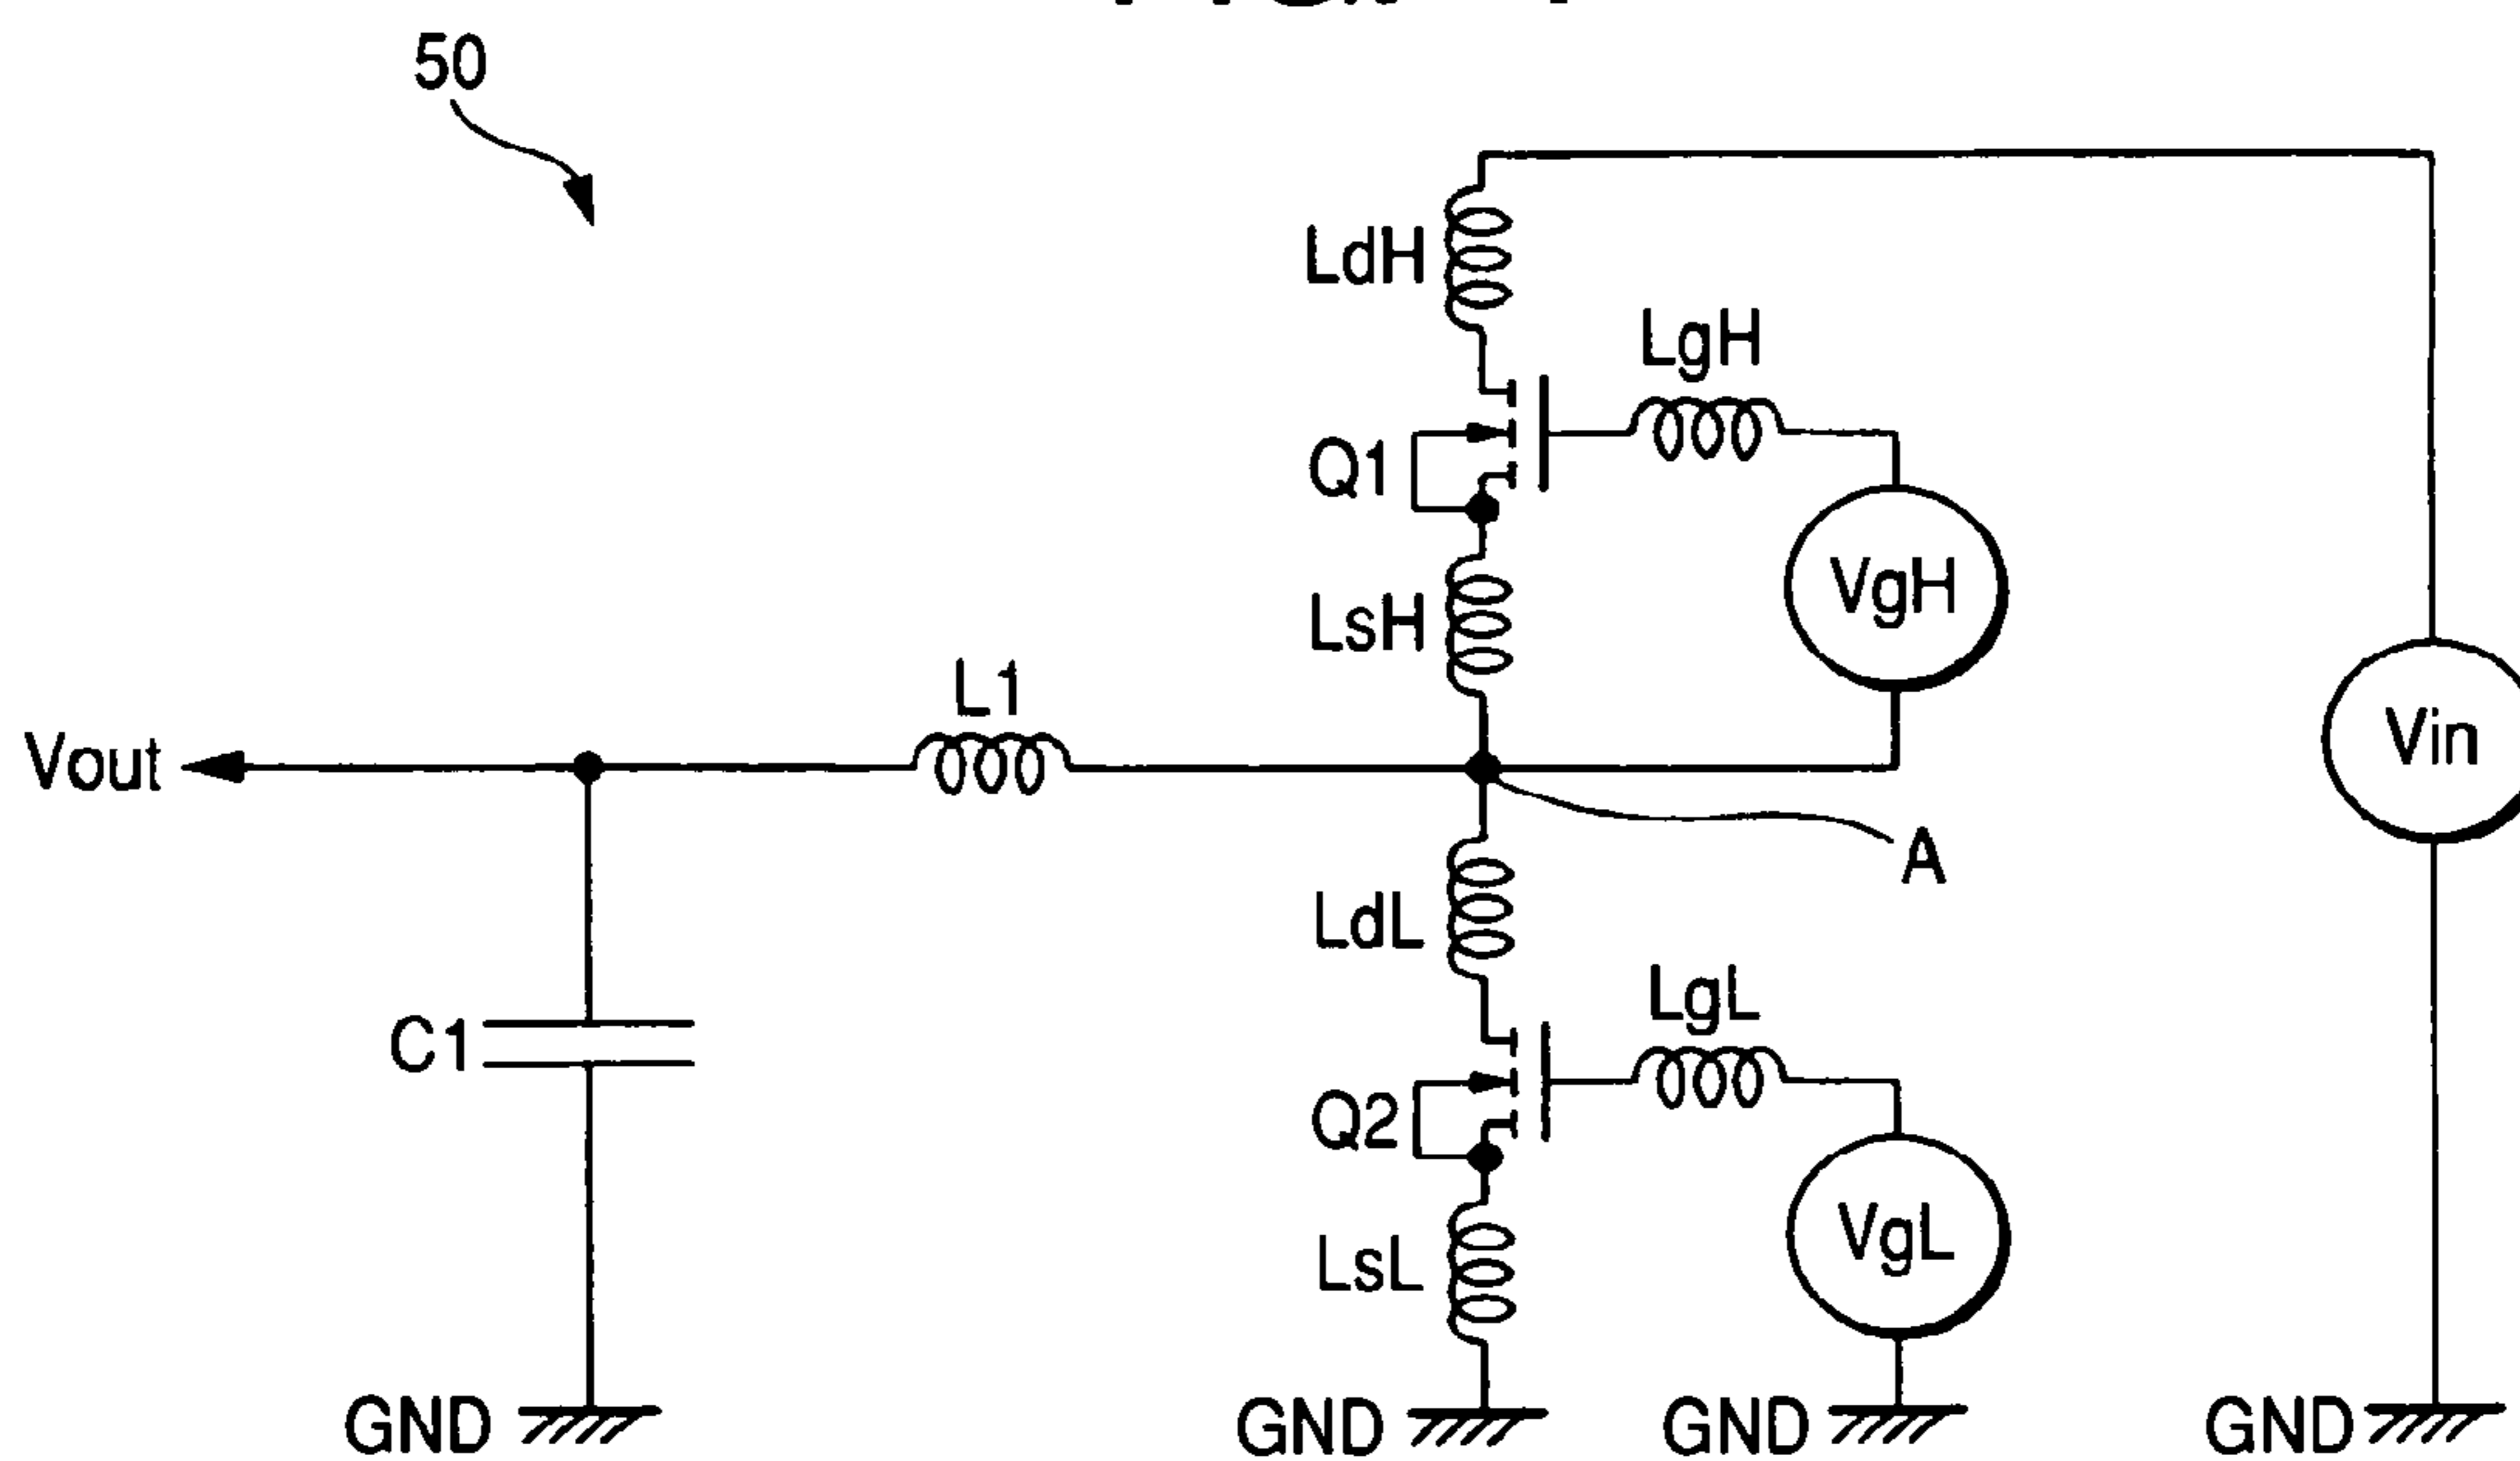 50
LdH
LgH
Q1
VgH
LsH
L1
Vin
Vout
A
LdL
LgL
C1
Q2
VgL
LsL
GND
GND
GND
GND